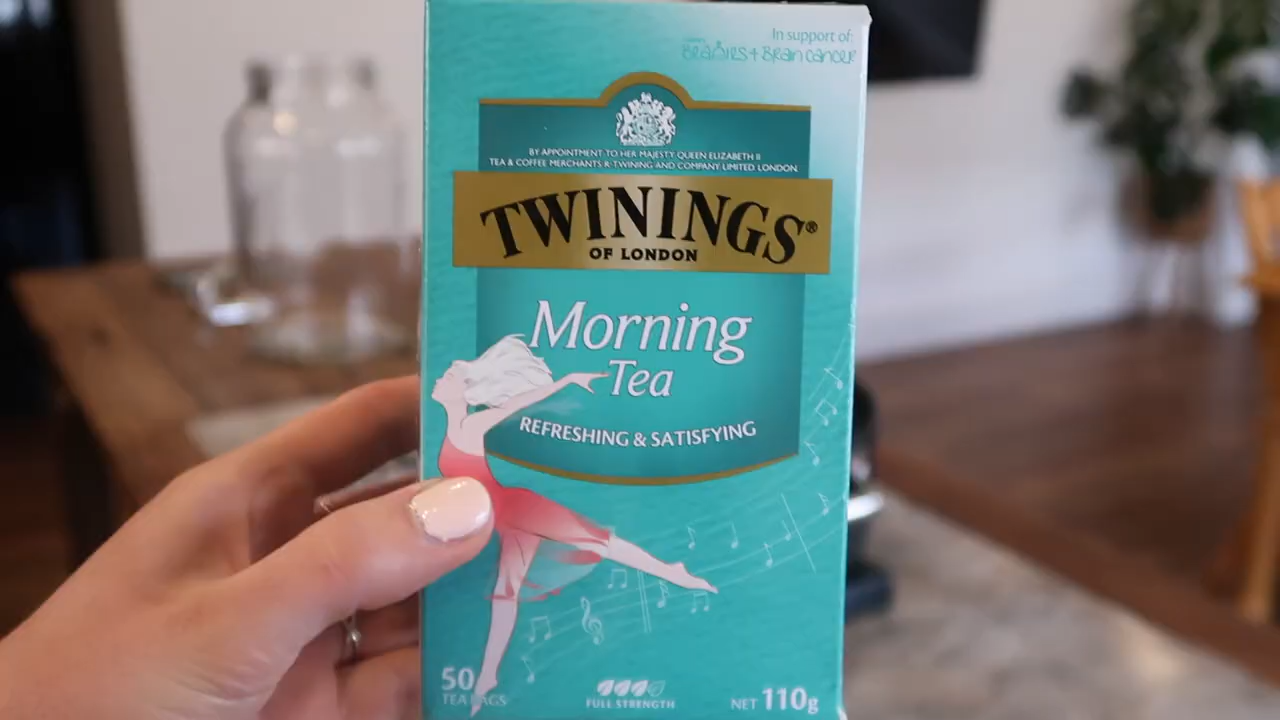 In support of:
Beanies + Brain Cancer
BY APPOINTMENT TO HER MAJESTY QUEEN ELIZABETH II
TEA & COFFEE MERCHANTS R. TWINING AND COMPANY LIMITED LONDON
TWININGS®
OF LONDON
Morning
Tea
REFRESHING & SATISFYING
50
TEA BAGS
FULL STRENGTH
NET 110g